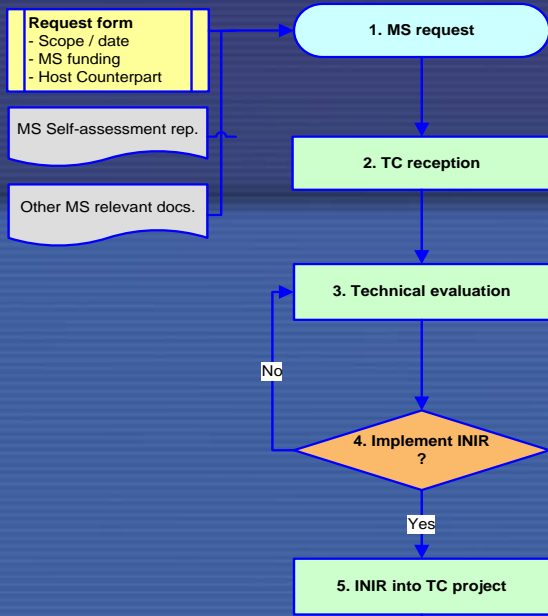 Request form
- Scope / date
- MS funding
- Host Counterpart
1. MS request
MS Self-assessment rep.
2. TC reception
Other MS relevant docs.
3. Technical evaluation
No
4. Implement INIR
?
Yes
5. INIR into TC project